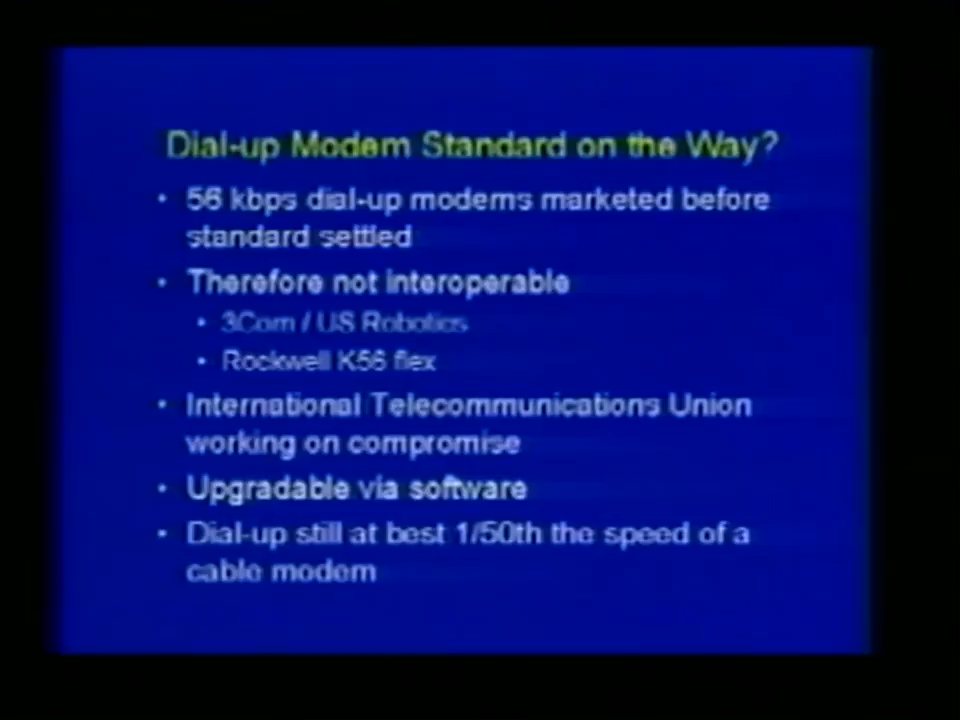 Dial-up Modem Standard on the Way?
• 56 kbps dial-up modems marketed before
standard settled
• Therefore not interoperable
• 3Com / US Robotics
• Rockwell K56 flex
• International Telecommunications Union
working on compromise
• Upgradable via software
• Dial-up still at best 1/50th the speed of a
cable modem